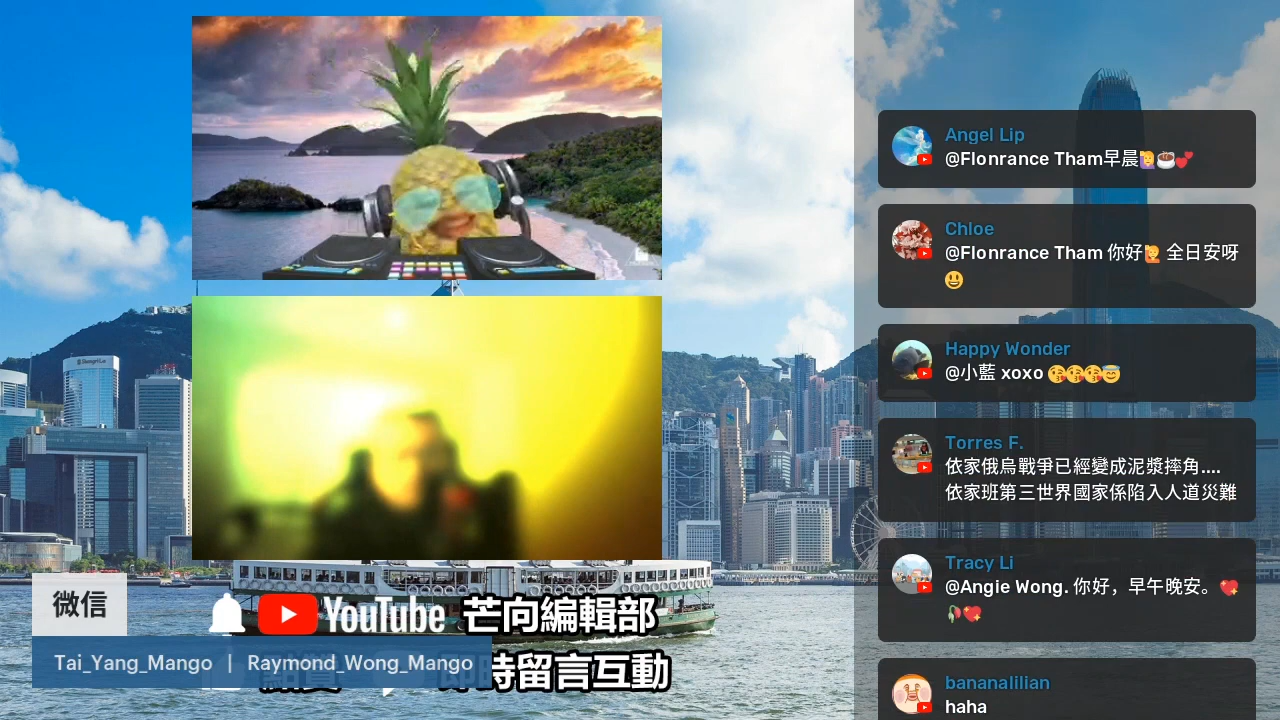 Angel Lip
@Flonrance Tham早晨🙋☕💕
Chloe
@Flonrance Tham 你好🙋 全日安呀
😃
Happy Wonder
@小藍 xoxo 😘😘😘😇
Torres F.
依家俄烏戰爭已經變成泥漿摔角....
依家班第三世界國家係陷入人道災難
Tracy Li
@Angie Wong. 你好，早午晚安。💖
🌹💖
bananalilian
haha
微信
Tai_Yang_Mango | Raymond_Wong_Mango
YouTube 芒向編輯部
即時留言互動